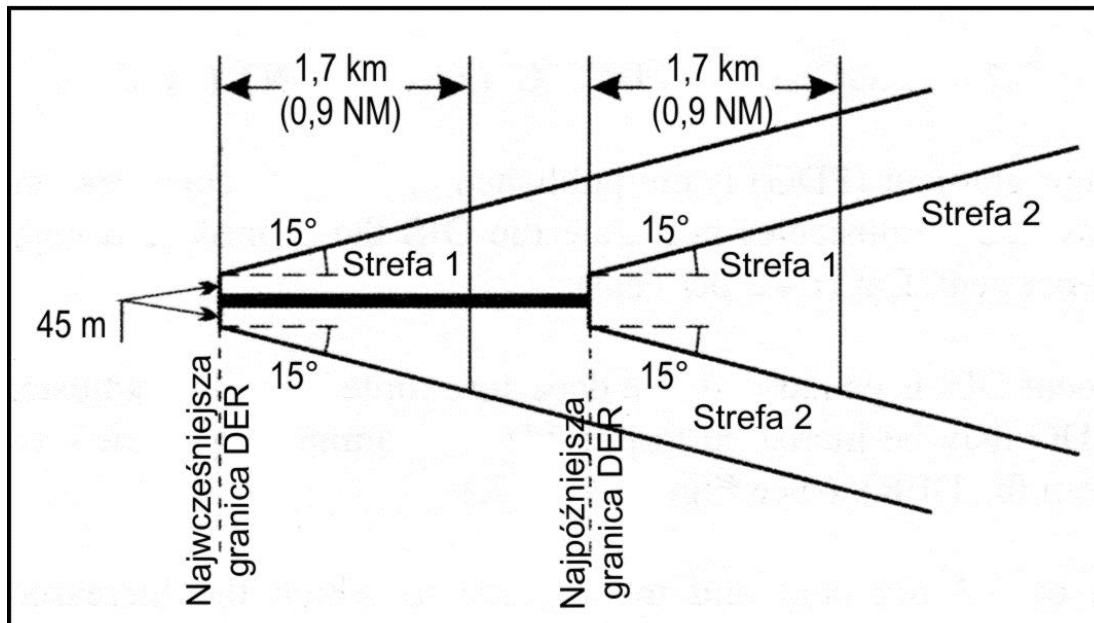 1,7 km
(0,9 NM)
1,7 km
(0,9 NM)
15°
Strefa 1
15°
Strefa 1
Strefa 2
45 m
15°
15°
Strefa 2
Najwcześniejsza
granica DER
Najpóźniejsza
granica DER